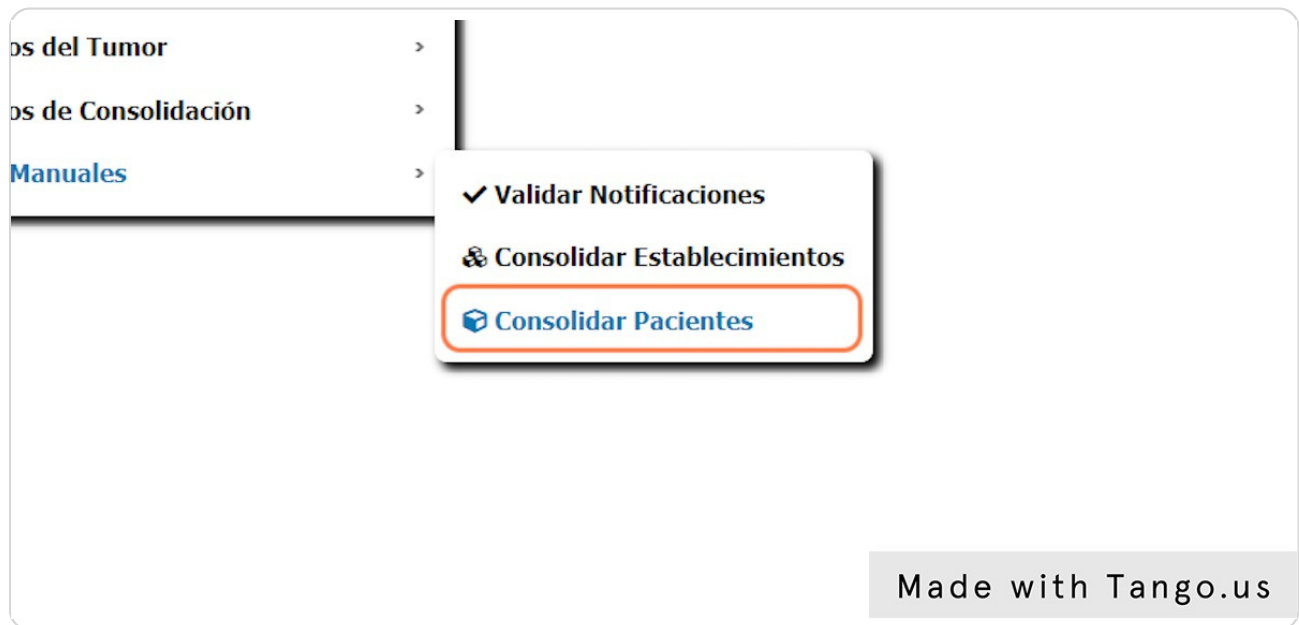 os del Tumor
os de Consolidación
Manuales
Validar Notificaciones
Consolidar Establecimientos
Consolidar Pacientes
Made with Tango.us